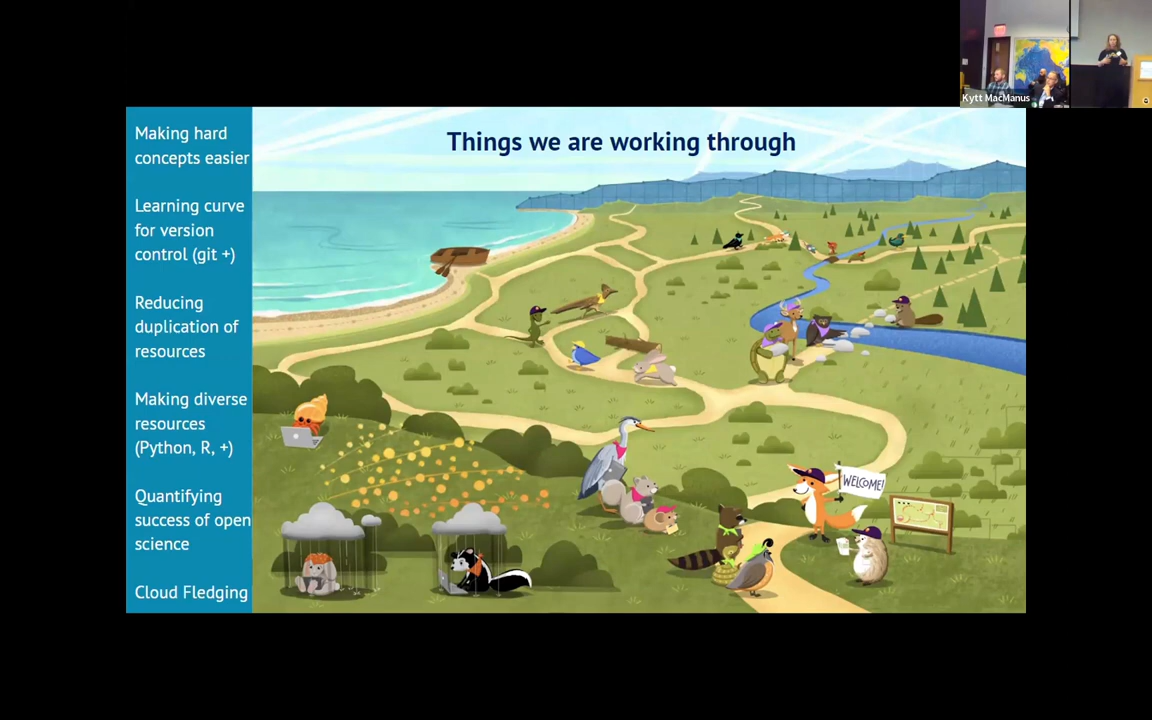 Kytt MacManus
Things we are working through
Making hard
concepts easier
Learning curve
for version
control (git +)
Reducing
duplication of
resources
Making diverse
resources
(Python, R, +)
Quantifying
success of open
science
Cloud Fledging
WELCOME!